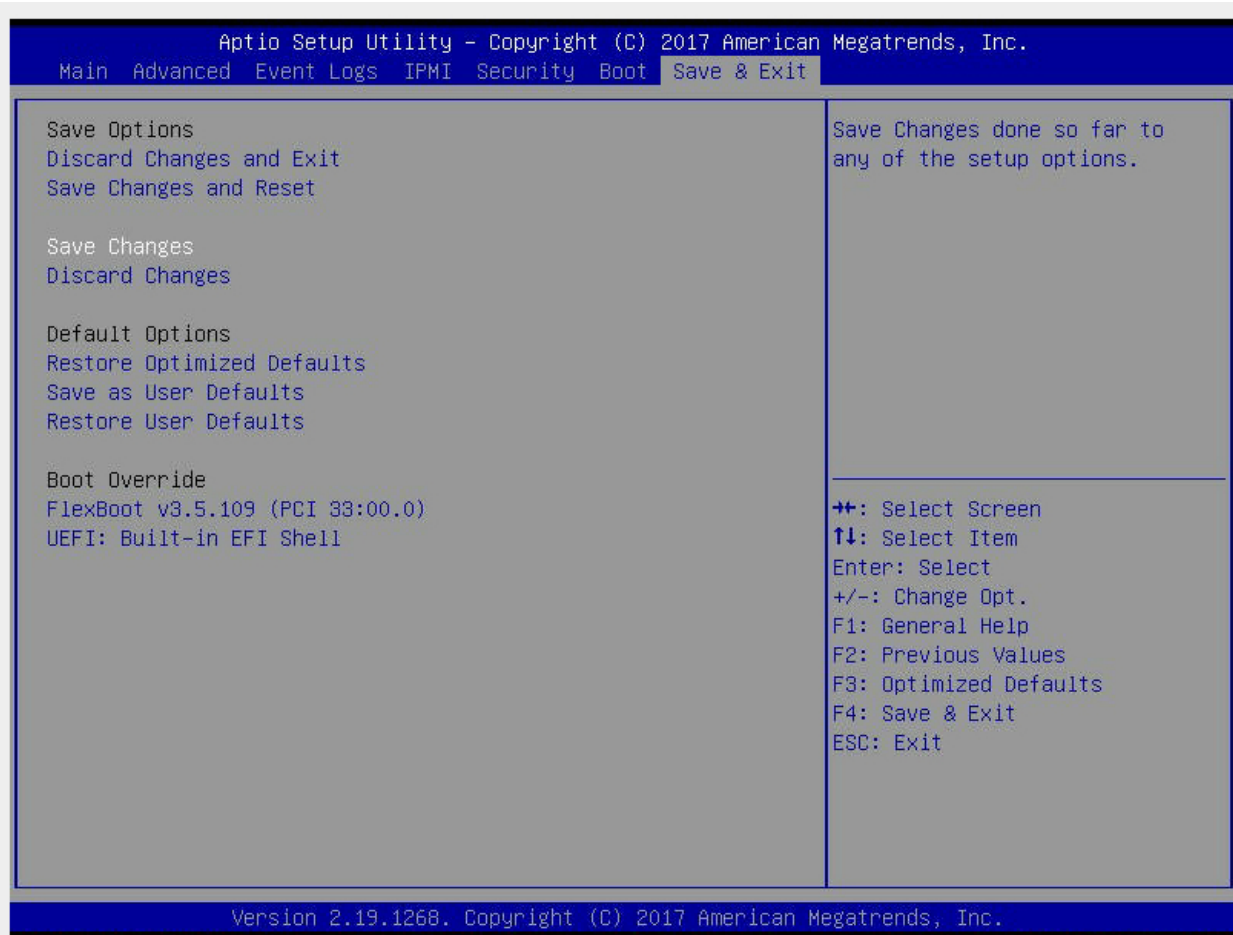 Aptio Setup Utility – Copyright (C) 2017 American Megatrends, Inc.
Main Advanced Event Logs IPMI Security Boot Save & Exit
Save Options
Discard Changes and Exit
Save Changes and Reset
Save Changes
Discard Changes
Default Options
Restore Optimized Defaults
Save as User Defaults
Restore User Defaults
Boot Override
FlexBoot v3.5.109 (PCI 33:00.0)
UEFI: Built-in EFI Shell
Save Changes done so far to
any of the setup options.
→←: Select Screen
↑↓: Select Item
Enter: Select
+/-: Change Opt.
F1: General Help
F2: Previous Values
F3: Optimized Defaults
F4: Save & Exit
ESC: Exit
Version 2.19.1268. Copyright (C) 2017 American Megatrends, Inc.